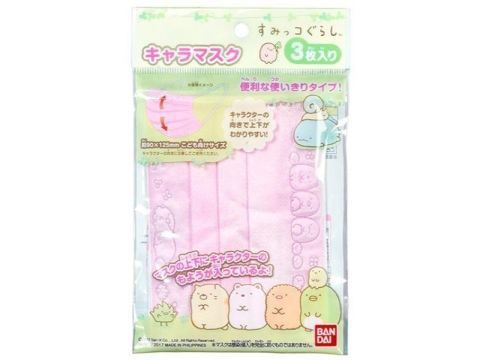 すみっコぐらし
キャラマスク
3枚入り
便利な使いきりタイプ!
キャラクターの
向きで上下が
わかりやすい!
約90×125mm こども向けサイズ
マスクの上下にキャラクターの
もようが入っているよ!
BAN
DAI
2017 MADE IN PHILIPPINES